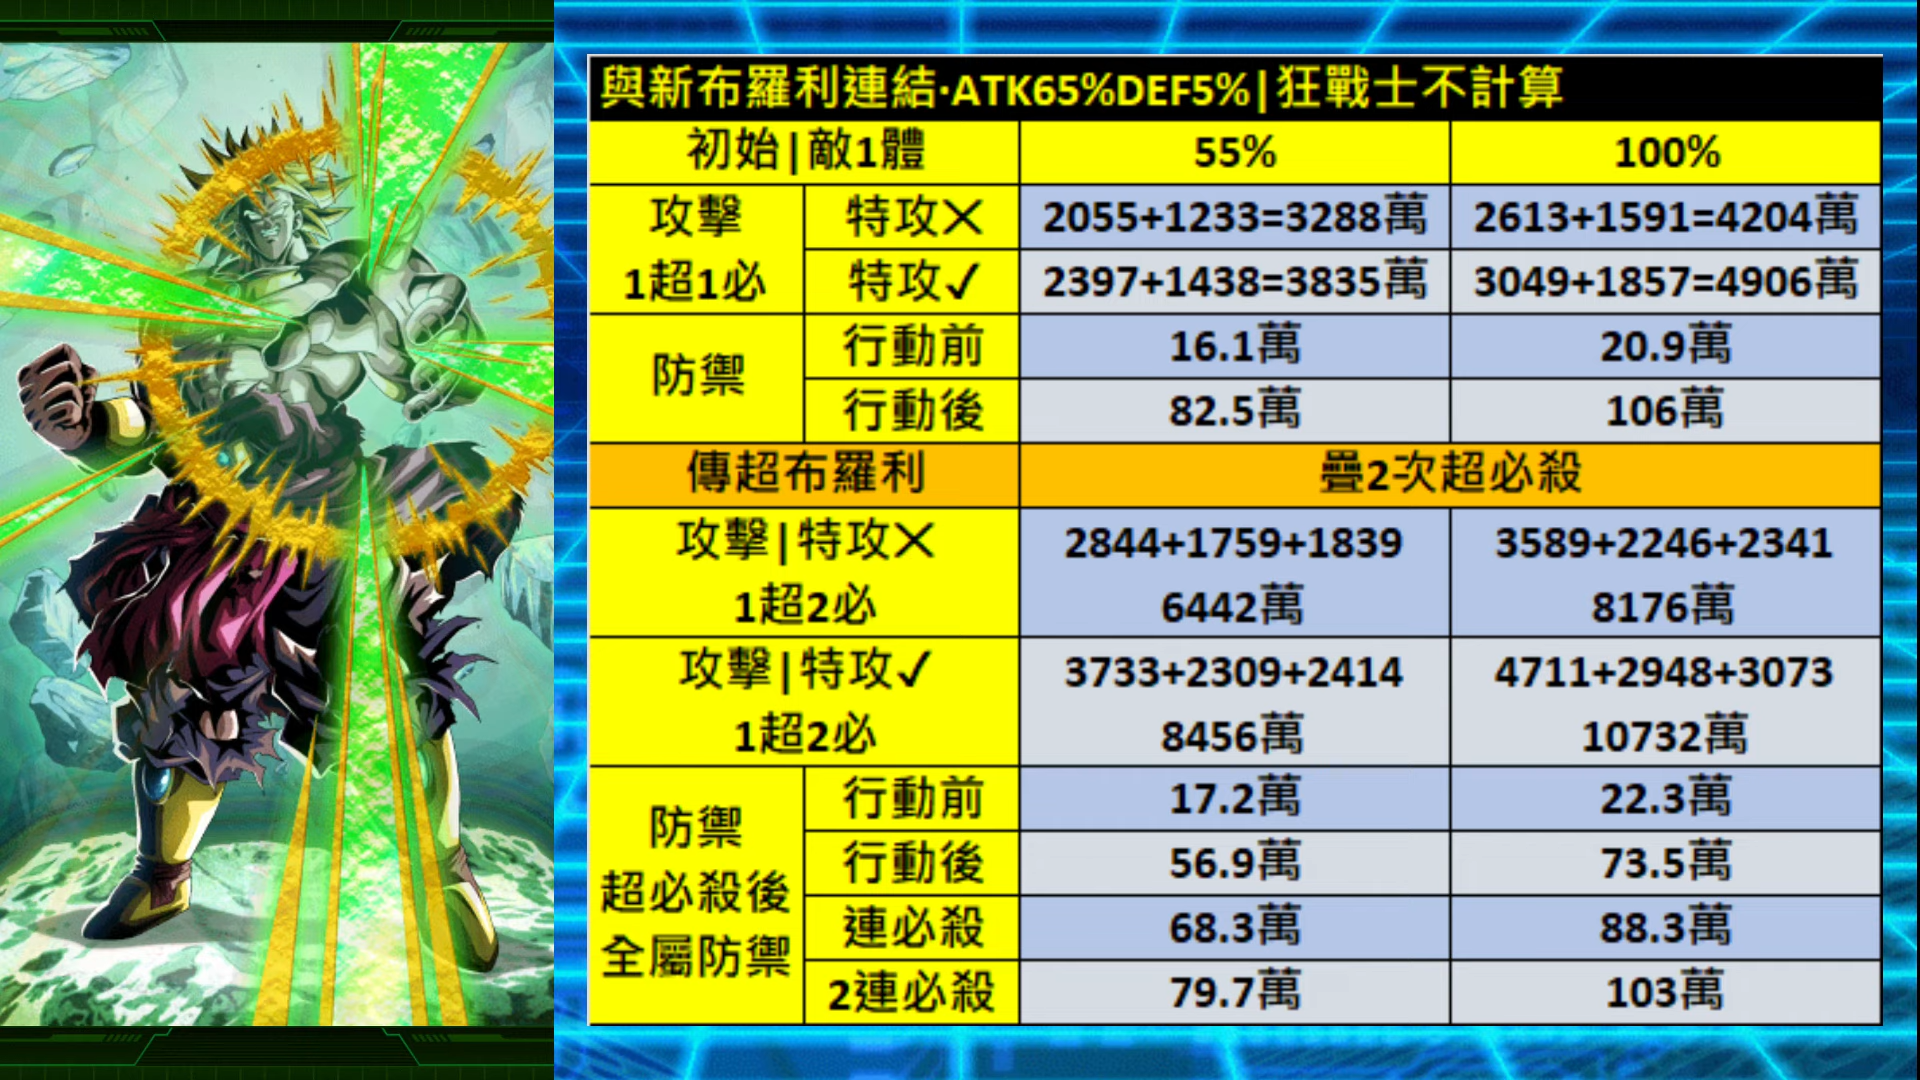 與新布羅利連結·ATK65%DEF5%|狂戰士不計算
初始|敵1體 55% 100%
攻擊 1超1必 特攻✕ 2055+1233=3288萬 2613+1591=4204萬
特攻✓ 2397+1438=3835萬 3049+1857=4906萬
防禦 行動前 16.1萬 20.9萬
行動後 82.5萬 106萬
傳超布羅利 疊2次超必殺
攻擊|特攻✕ 2844+1759+1839 3589+2246+2341
1超2必 6442萬 8176萬
攻擊|特攻✓ 3733+2309+2414 4711+2948+3073
1超2必 8456萬 10732萬
防禦 超必殺後 全屬防禦 行動前 17.2萬 22.3萬
行動後 56.9萬 73.5萬
連必殺 68.3萬 88.3萬
2連必殺 79.7萬 103萬